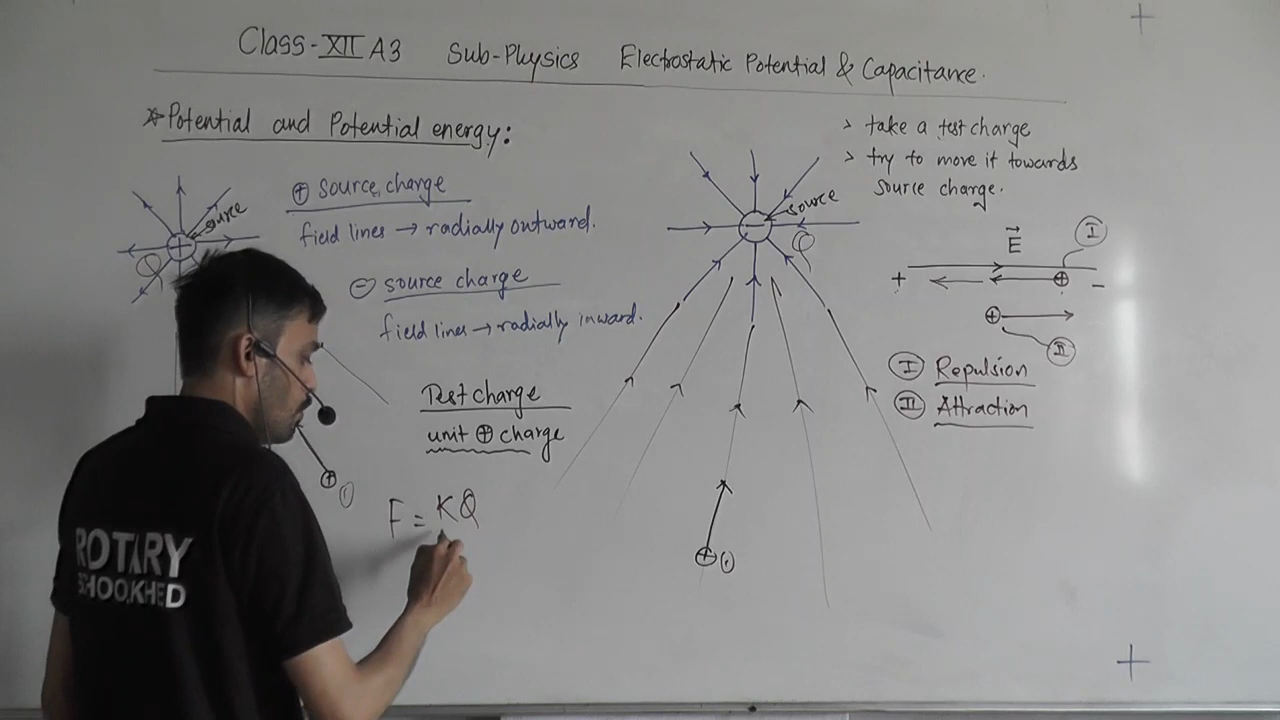 Class-XII A3 Sub-Physics Electrostatic Potential & Capacitance.
* Potential and Potential energy:
+
source
Q
⊕ source charge
field lines → radially outward.
⊖ source charge
field lines → radially inward.
Test charge
unit ⊕ charge
⊕
F = KQ
−
source
Q
⊕
> take a test charge
> try to move it towards
source charge.
E
I
+ ⊕ −
⊕
II
I Repulsion
II Attraction
ROTARY